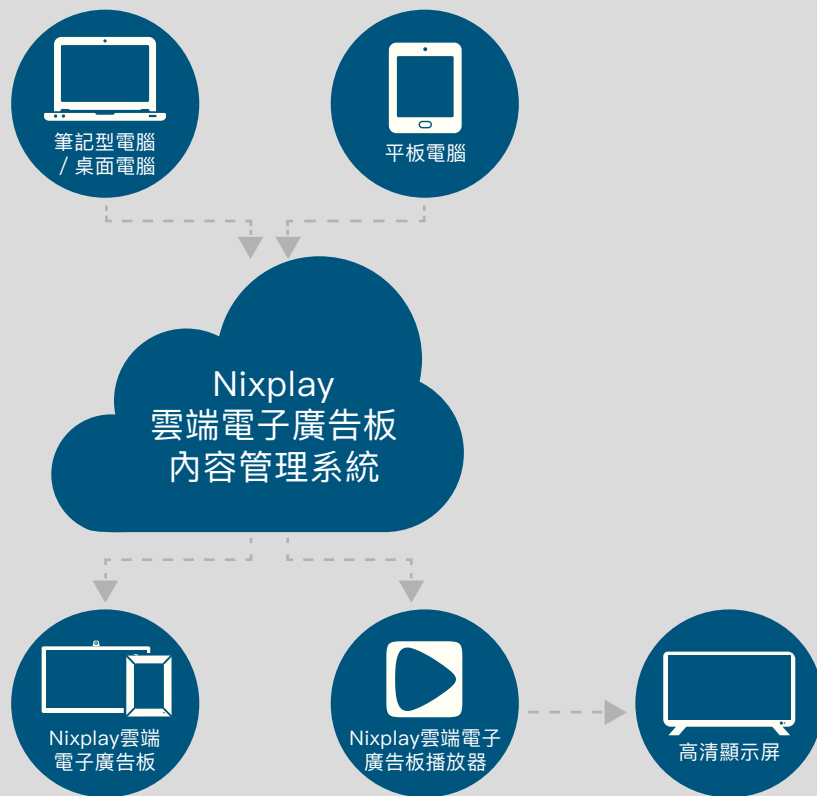 筆記型電腦
/ 桌面電腦
平板電腦
Nixplay
雲端電子廣告板
內容管理系統
Nixplay雲端
電子廣告板
Nixplay雲端電子
廣告板播放器
高清顯示屏